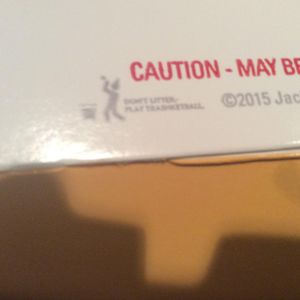 CAUTION - MAY BE
DON'T LITTER-
PLAY TRASHKETBALL
©2015 Jac